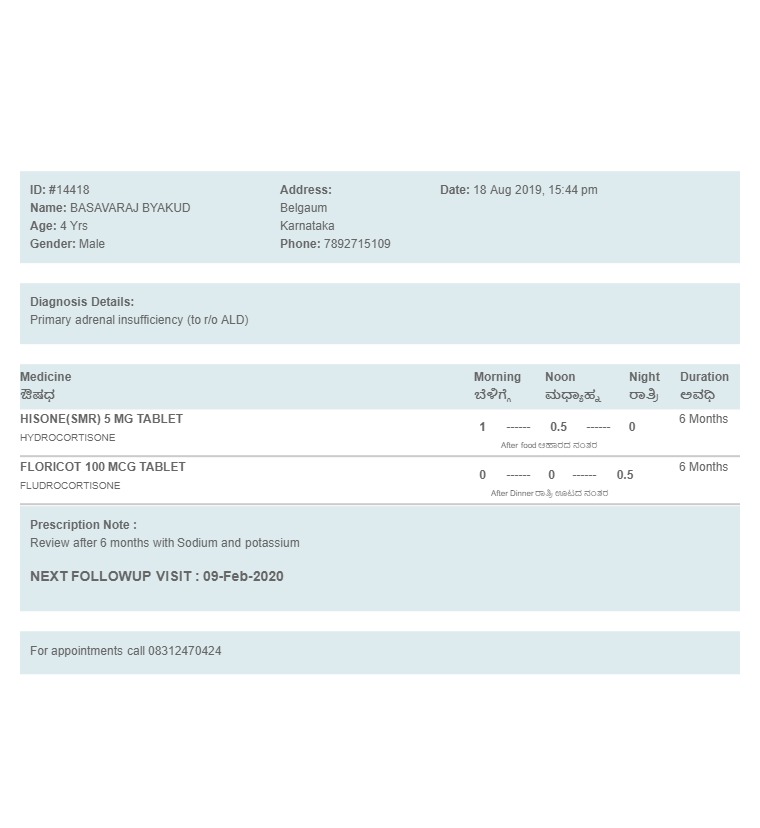 ID: #14418
Name: BASAVARAJ BYAKUD
Age: 4 Yrs
Gender: Male
Address:
Belgaum
Karnataka
Phone: 7892715109
Date: 18 Aug 2019, 15:44 pm
Diagnosis Details:
Primary adrenal insufficiency (to r/o ALD)
Medicine Morning Noon Night Duration
ಔಷಧ ಬೆಳಿಗ್ಗೆ ಮಧ್ಯಾಹ್ನ ರಾತ್ರಿ ಅವಧಿ
HISONE(SMR) 5 MG TABLET 6 Months
HYDROCORTISONE 1 ------ 0.5 ------ 0
After food ಆಹಾರದ ನಂತರ
FLORICOT 100 MCG TABLET 6 Months
FLUDROCORTISONE 0 ------ 0 ------ 0.5
After Dinner ರಾತ್ರಿ ಊಟದ ನಂತರ
Prescription Note :
Review after 6 months with Sodium and potassium
NEXT FOLLOWUP VISIT : 09-Feb-2020
For appointments call 08312470424